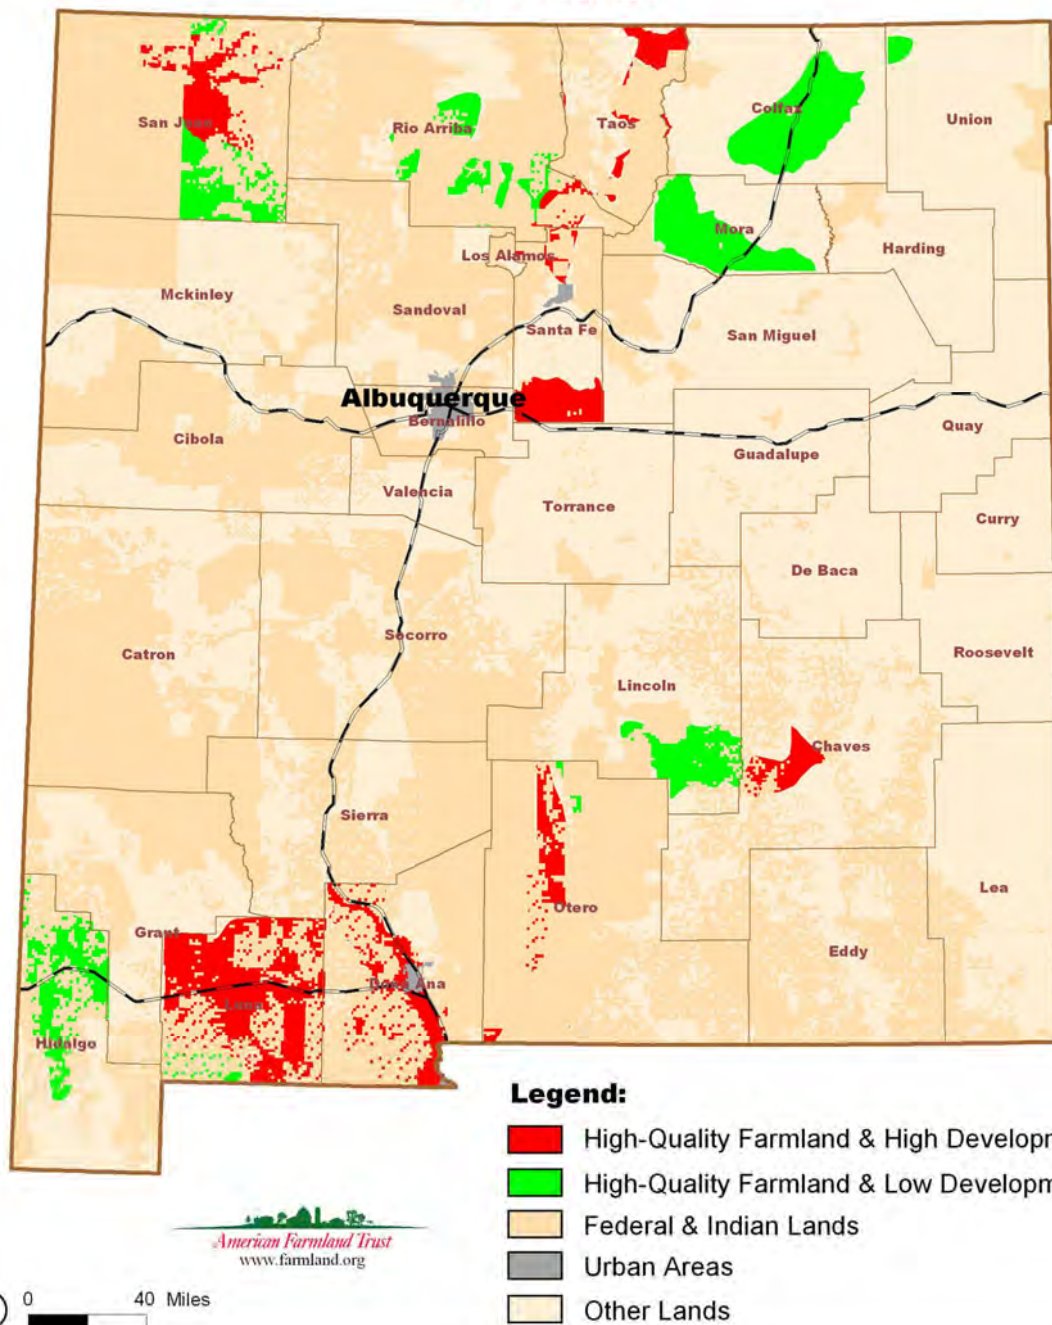 Colfax
San Juan
Rio Arriba
Taos
Union
Mora
Harding
Los Alamos
Mckinley
Sandoval
Santa Fe
San Miguel
Albuquerque
Bernalillo
Cibola
Guadalupe
Quay
Valencia
Torrance
Curry
De Baca
Socorro
Catron
Roosevelt
Lincoln
Chaves
Sierra
Lea
Otero
Grant
Eddy
Dona Ana
Luna
Hidalgo
Legend:
High-Quality Farmland & High Developm
High-Quality Farmland & Low Developm
Federal & Indian Lands
Urban Areas
Other Lands
American Farmland Trust
www.farmland.org
0 40 Miles